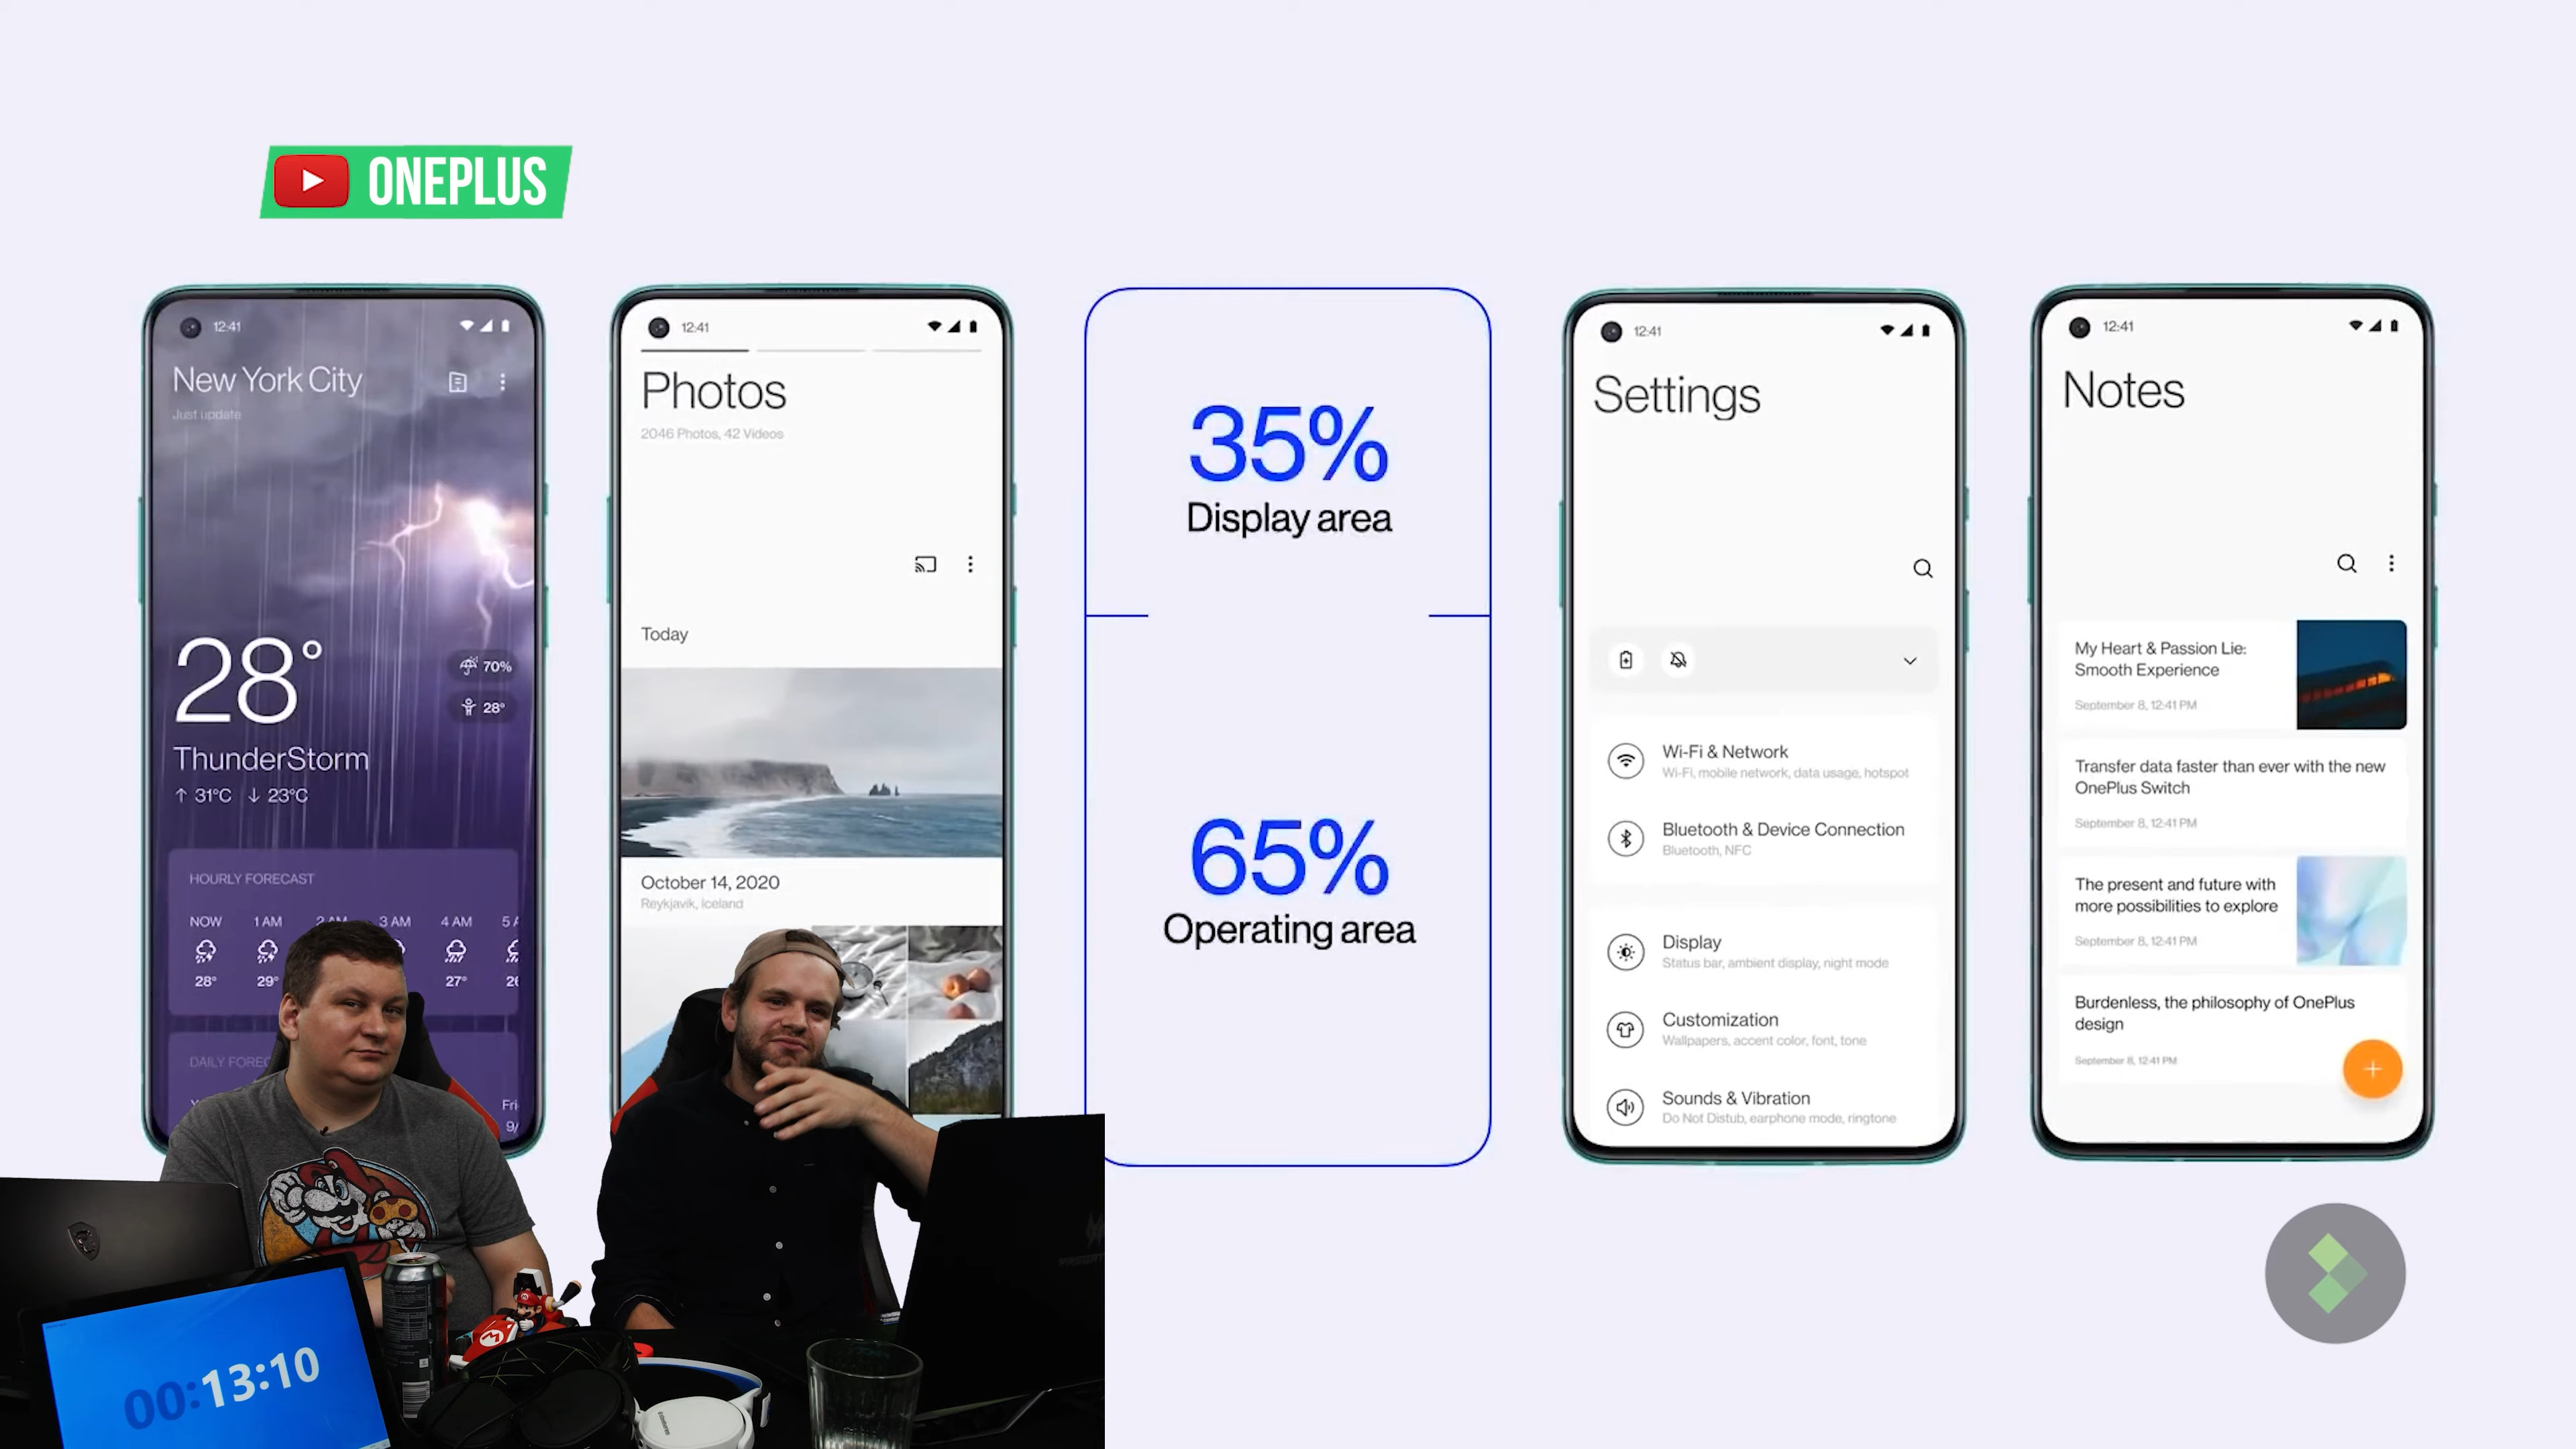 ONEPLUS
12:41
New York City
Just update
28°
70%
28°
ThunderStorm
↑ 31°C ↓ 23°C
HOURLY FORECAST
NOW 1 AM 2 AM 3 AM 4 AM
28° 29° 27°
Fri
12:41
Photos
2046 Photos, 42 Videos
Today
October 14, 2020
Reykjavik, Iceland
35%
Display area
65%
Operating area
12:41
Settings
Wi-Fi & Network
Wi-Fi, mobile network, data usage, hotspot
Bluetooth & Device Connection
Bluetooth, NFC
Display
Status bar, ambient display, night mode
Customization
Wallpapers, accent color, font, tone
Sounds & Vibration
Do Not Distub, earphone mode, ringtone
12:41
Notes
My Heart & Passion Lie:
Smooth Experience
September 8, 12:41 PM
Transfer data faster than ever with the new
OnePlus Switch
September 8, 12:41 PM
The present and future with
more possibilities to explore
September 8, 12:41 PM
Burdenless, the philosophy of OnePlus
design
September 8, 12:41 PM
00:13:10